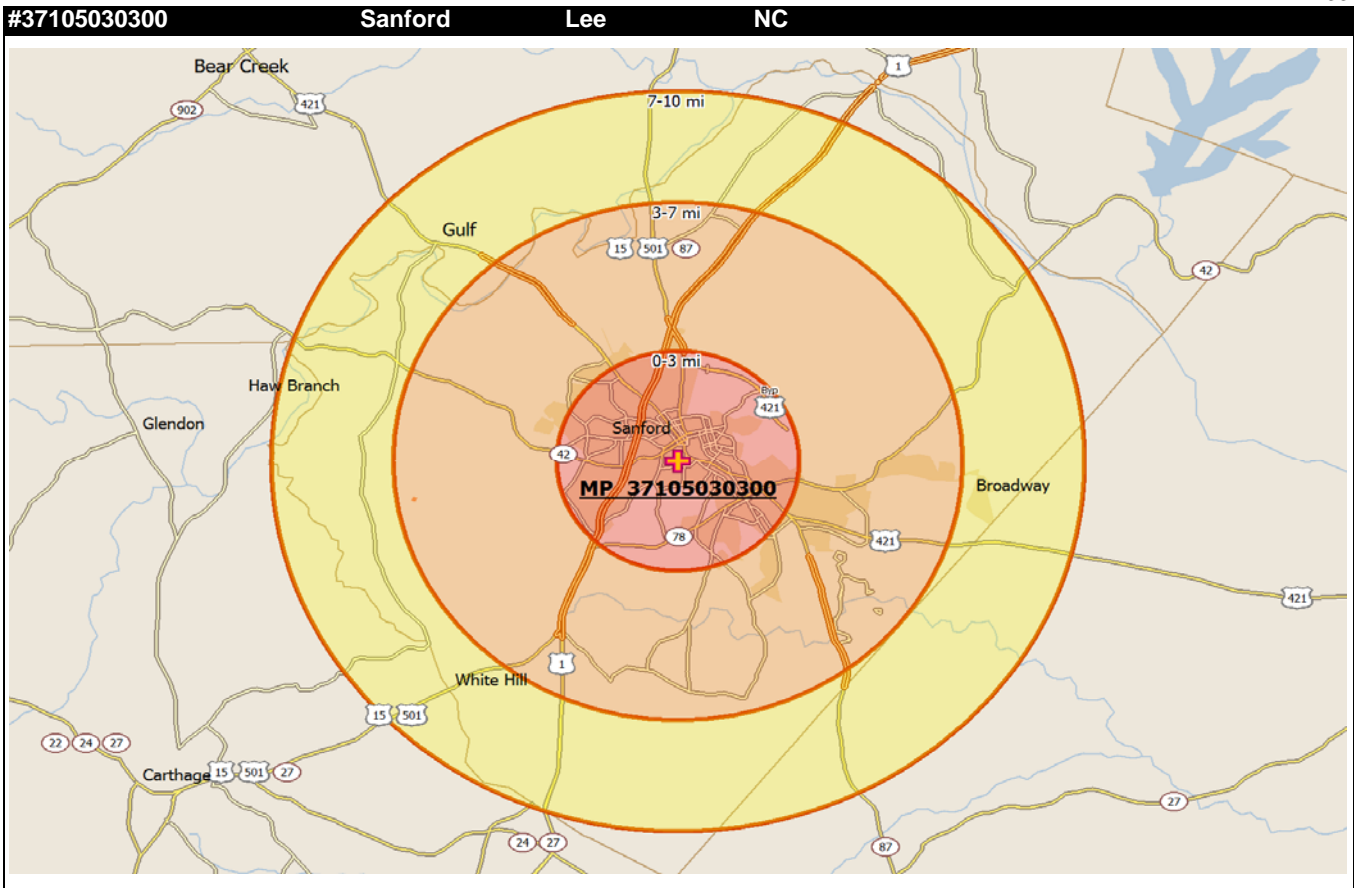 #37105030300 Sanford Lee NC
Bear Creek
1
902
421
7-10 mi
3-7 mi
Gulf
15 501 87
42
0-3 mi
Haw Branch
Byp
421
Glendon
Sanford
42
MP 37105030300
Broadway
78
421
421
White Hill
1
15 501
22 24 27
Carthage 15 501 27
27
24 27
87